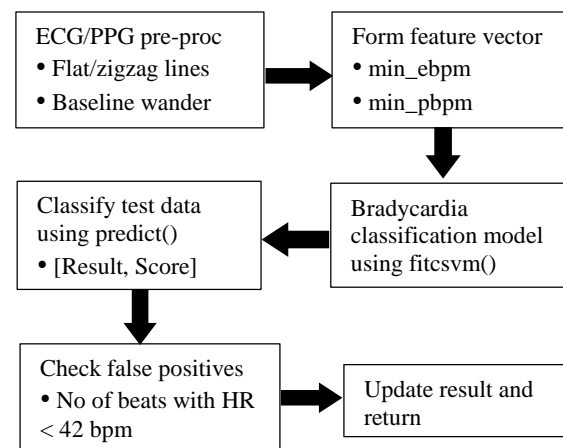 ECG/PPG pre-proc
• Flat/zigzag lines
• Baseline wander
Form feature vector
• min_ebpm
• min_pbpm
Bradycardia
classification model
using fitcsvm()
Classify test data
using predict()
• [Result, Score]
Check false positives
• No of beats with HR
< 42 bpm
Update result and
return